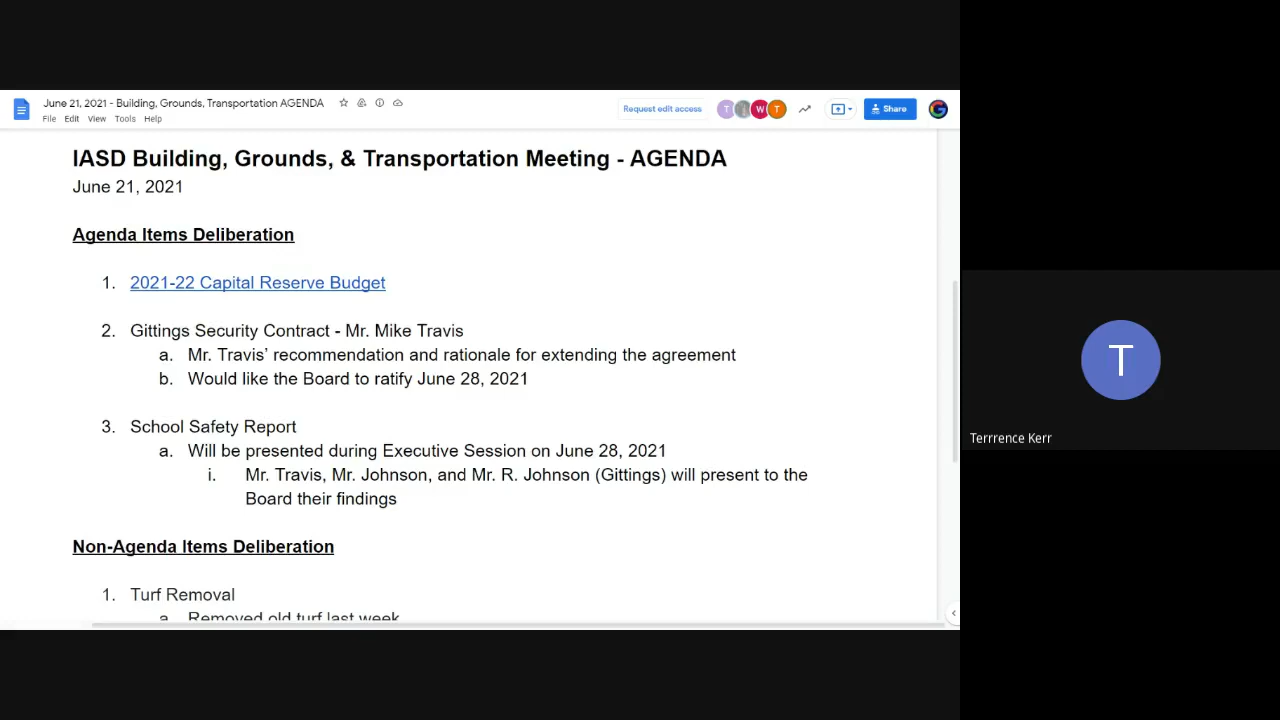 June 21, 2021 - Building, Grounds, Transportation AGENDA
File Edit View Tools Help
Request edit access
T W T
Share
IASD Building, Grounds, & Transportation Meeting - AGENDA
June 21, 2021
Agenda Items Deliberation
1. 2021-22 Capital Reserve Budget
2. Gittings Security Contract - Mr. Mike Travis
a. Mr. Travis' recommendation and rationale for extending the agreement
b. Would like the Board to ratify June 28, 2021
3. School Safety Report
a. Will be presented during Executive Session on June 28, 2021
i. Mr. Travis, Mr. Johnson, and Mr. R. Johnson (Gittings) will present to the
Board their findings
Non-Agenda Items Deliberation
1. Turf Removal
a. Removed old turf last week
T
Terrrence Kerr